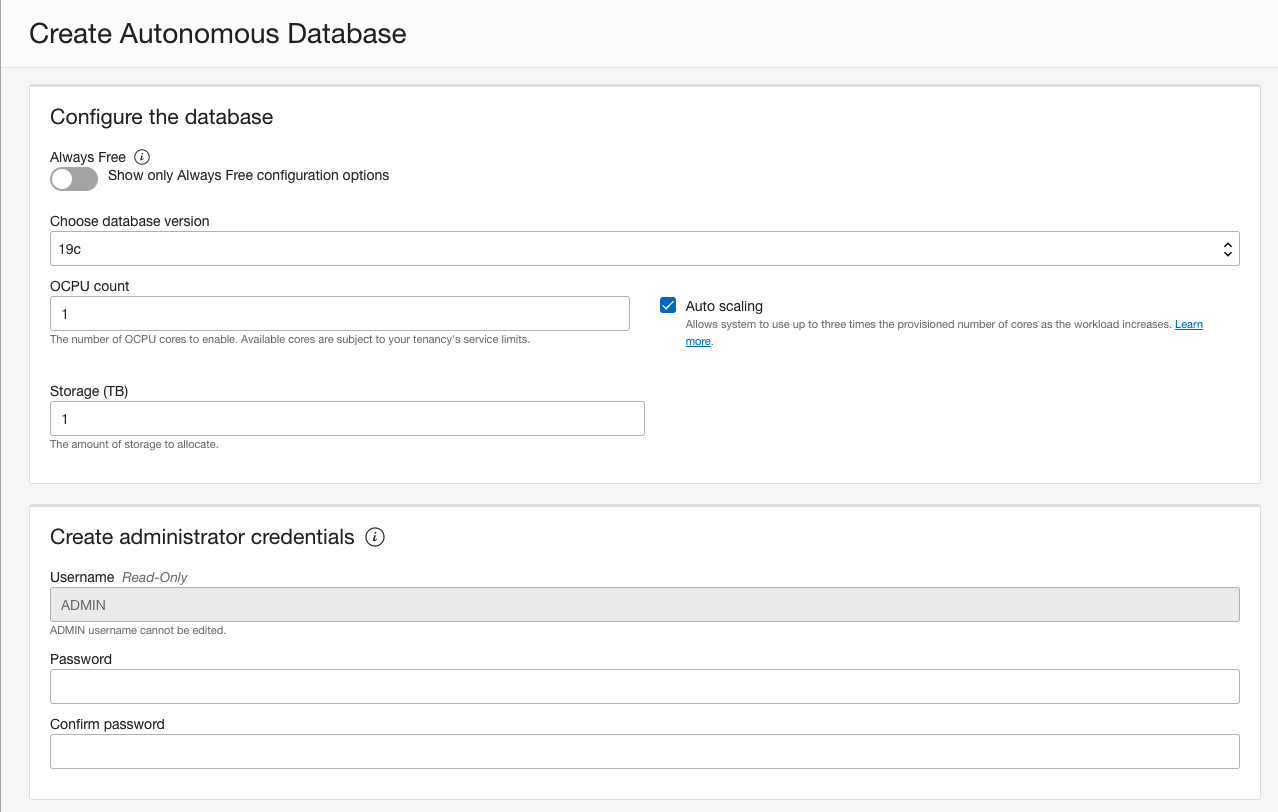 Create Autonomous Database
Configure the database
Always Free
Show only Always Free configuration options
Choose database version
19c
OCPU count
1
The number of OCPU cores to enable. Available cores are subject to your tenancy's service limits.
Auto scaling
Allows system to use up to three times the provisioned number of cores as the workload increases. Learn
more.
Storage (TB)
1
The amount of storage to allocate.
Create administrator credentials
Username Read-Only
ADMIN
ADMIN username cannot be edited.
Password
Confirm password